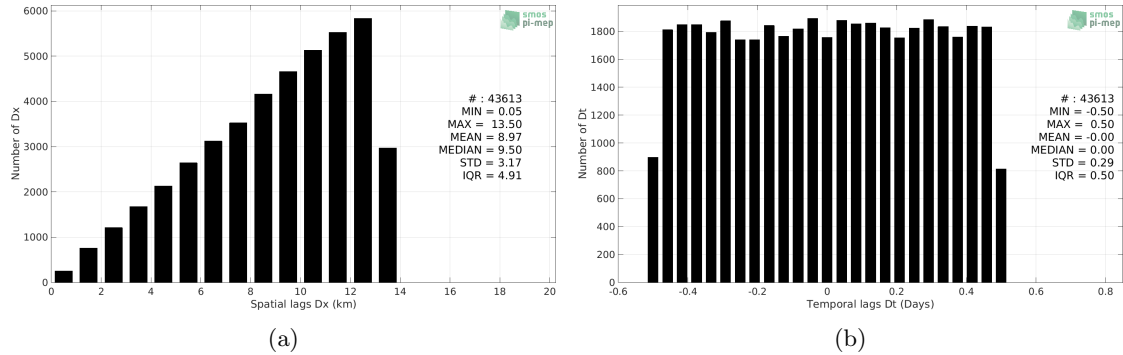 smos
pi-mep
6000
5000
4000
3000
2000
1000
0
Number of Dx
# : 43613
MIN = 0.05
MAX = 13.50
MEAN = 8.97
MEDIAN = 9.50
STD = 3.17
IQR = 4.91
0 2 4 6 8 10 12 14 16 18 20
Spatial lags Dx (km)
(a)
smos
pi-mep
1800
1600
1400
1200
1000
800
600
400
200
0
Number of Dt
# : 43613
MIN = -0.50
MAX = 0.50
MEAN = -0.00
MEDIAN = 0.00
STD = 0.29
IQR = 0.50
-0.6 -0.4 -0.2 0 0.2 0.4 0.6 0.8
Temporal lags Dt (Days)
(b)